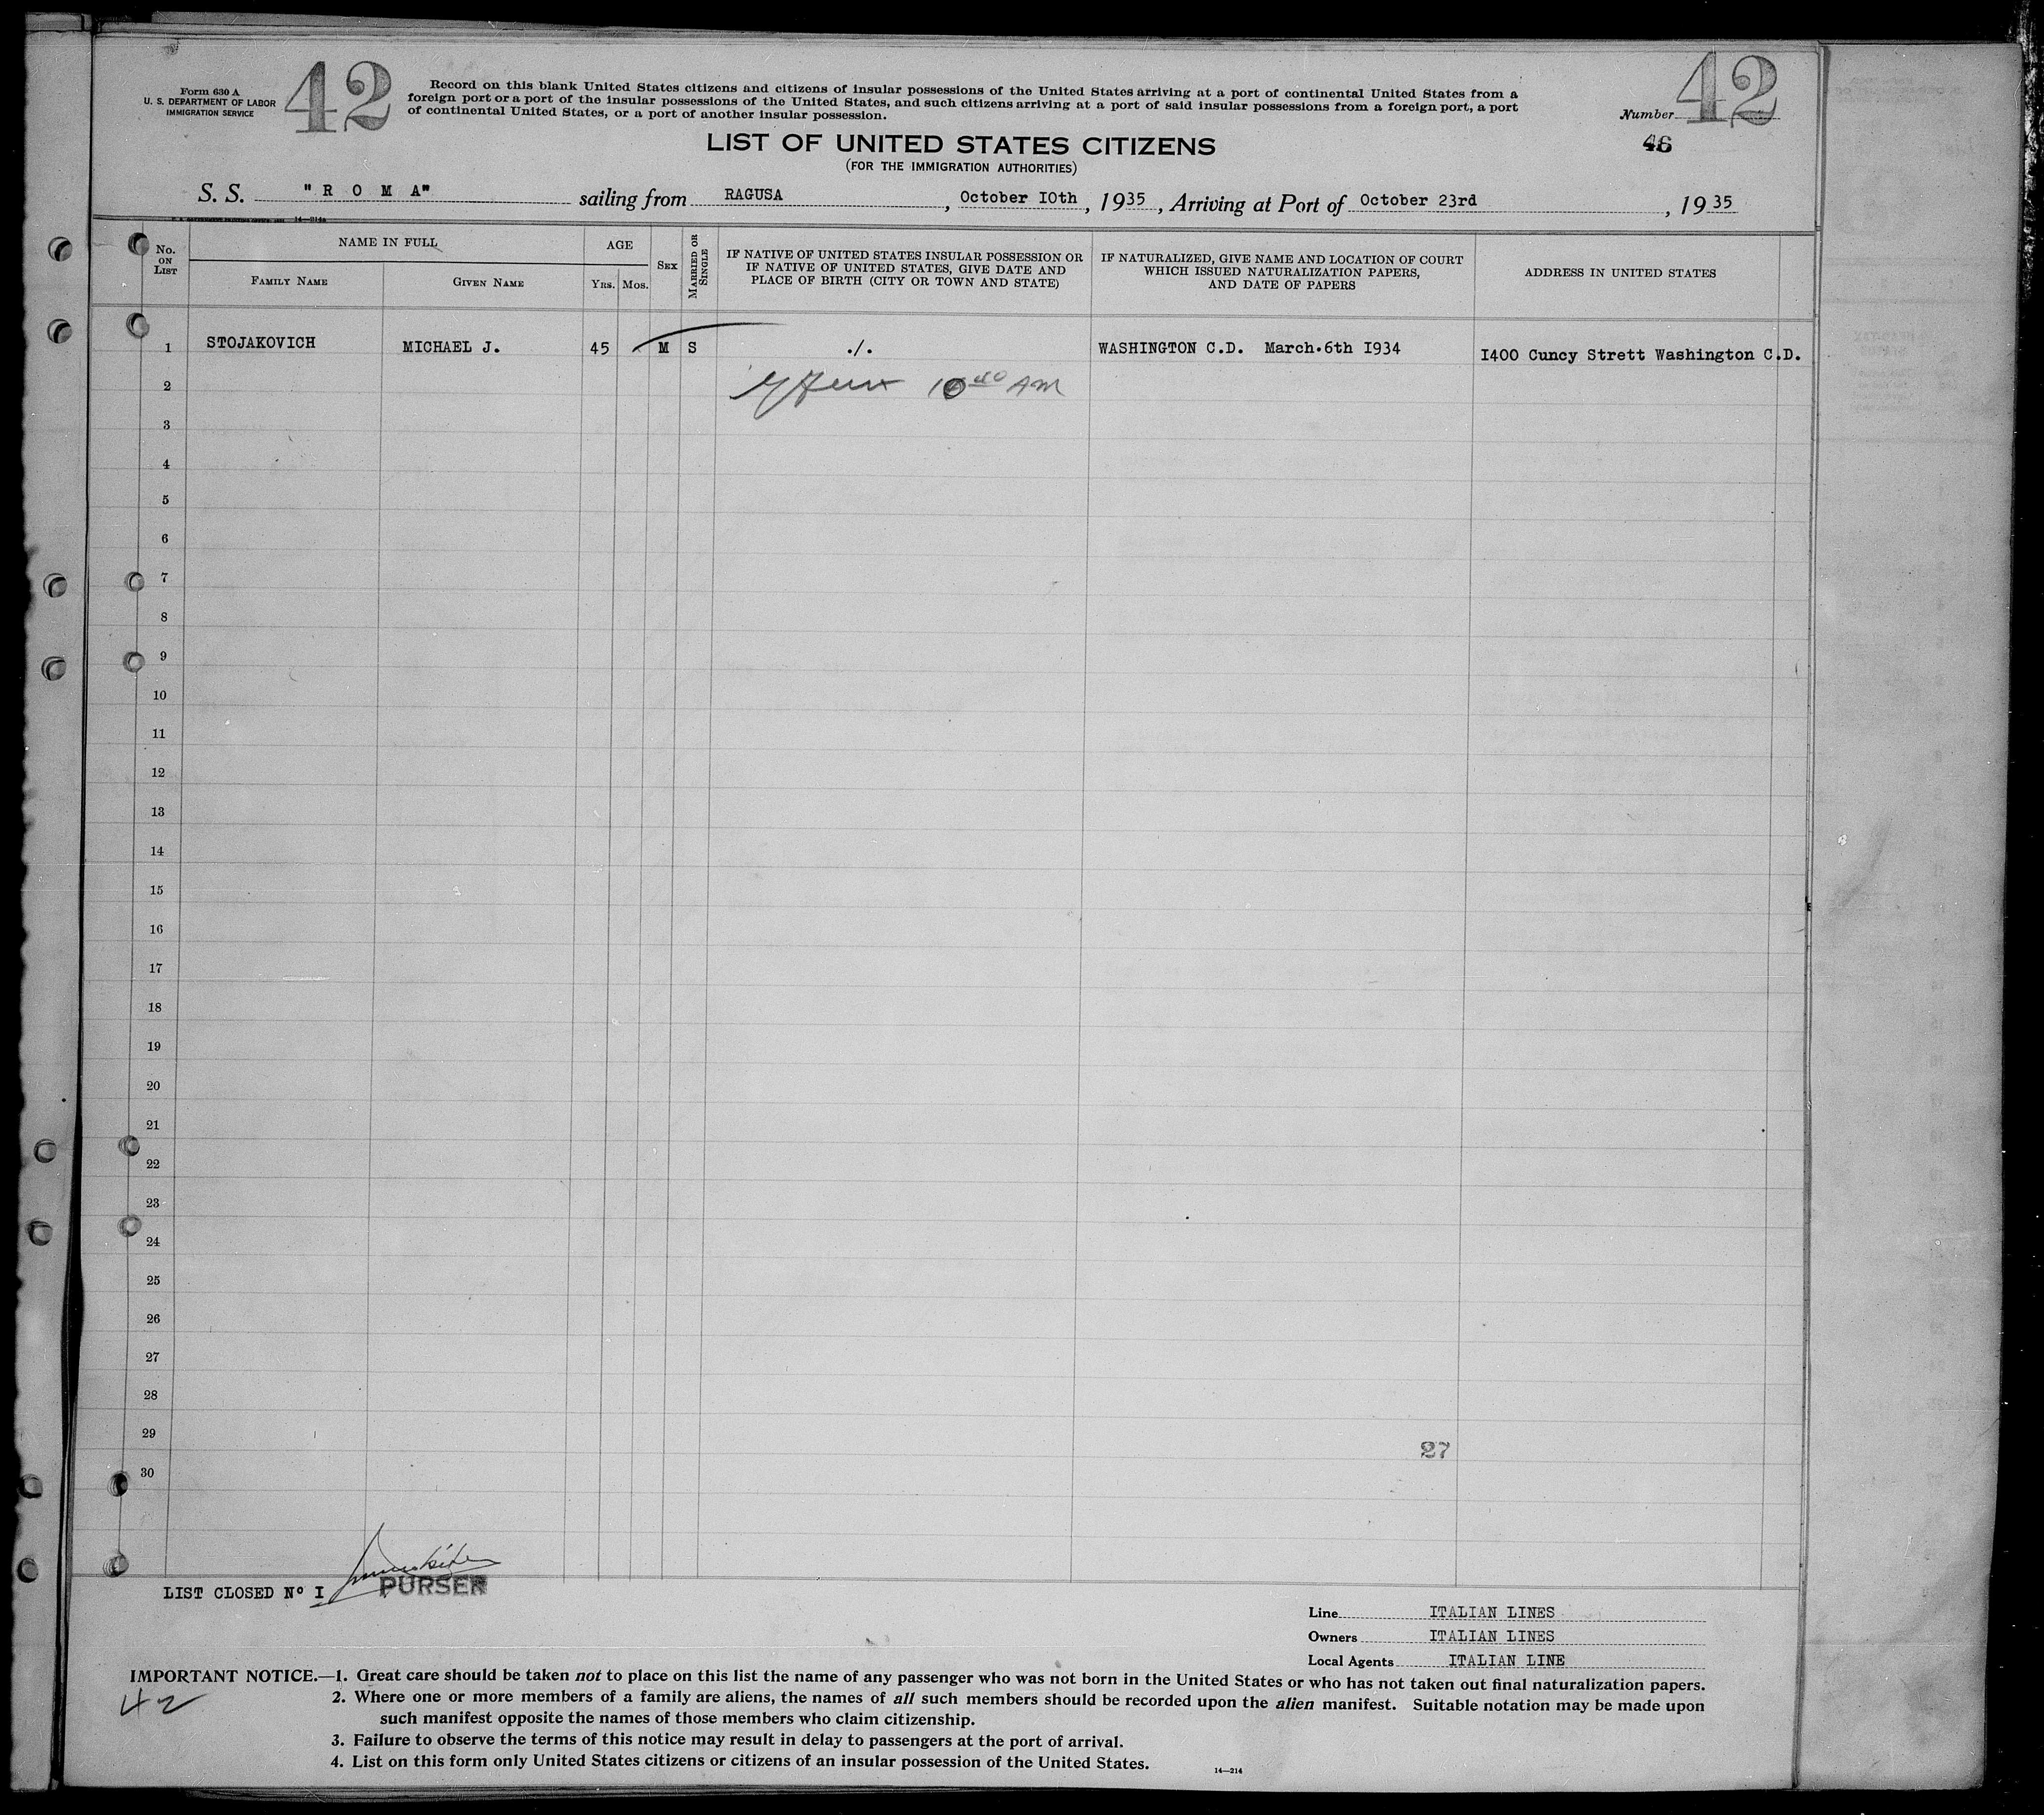 Form 630 A
U. S. DEPARTMENT OF LABOR
IMMIGRATION SERVICE
42
Record on this blank United States citizens and citizens of insular possessions of the United States arriving at a port of continental United States from a
foreign port or a port of the insular possessions of the United States, and such citizens arriving at a port of said insular possessions from a foreign port, a port
of continental United States, or a port of another insular possession.
Number 42
46
LIST OF UNITED STATES CITIZENS
(FOR THE IMMIGRATION AUTHORITIES)
S. S. "R O M A" sailing from RAGUSA, October I0th, 1935, Arriving at Port of October 23rd, 1935
14—214a
No. ON LIST
NAME IN FULL
FAMILY NAME
GIVEN NAME
AGE
YRS. MOS.
SEX
MARRIED OR SINGLE
IF NATIVE OF UNITED STATES INSULAR POSSESSION OR
IF NATIVE OF UNITED STATES, GIVE DATE AND
PLACE OF BIRTH (CITY OR TOWN AND STATE)
IF NATURALIZED, GIVE NAME AND LOCATION OF COURT
WHICH ISSUED NATURALIZATION PAPERS,
AND DATE OF PAPERS
ADDRESS IN UNITED STATES
1 STOJAKOVICH MICHAEL J. 45 M S ./. WASHINGTON C.D. March.6th I934 I400 Cuncy Strett Washington C.D.
2 10 40 AM
3
4
5
6
7
8
9
10
11
12
13
14
15
16
17
18
19
20
21
22
23
24
25
26
27
28
29
27
30
LIST CLOSED Nº I
PURSER
Line ITALIAN LINES
Owners ITALIAN LINES
Local Agents ITALIAN LINE
IMPORTANT NOTICE.—1. Great care should be taken not to place on this list the name of any passenger who was not born in the United States or who has not taken out final naturalization papers.
42
2. Where one or more members of a family are aliens, the names of all such members should be recorded upon the alien manifest. Suitable notation may be made upon
such manifest opposite the names of those members who claim citizenship.
3. Failure to observe the terms of this notice may result in delay to passengers at the port of arrival.
4. List on this form only United States citizens or citizens of an insular possession of the United States.
14—214